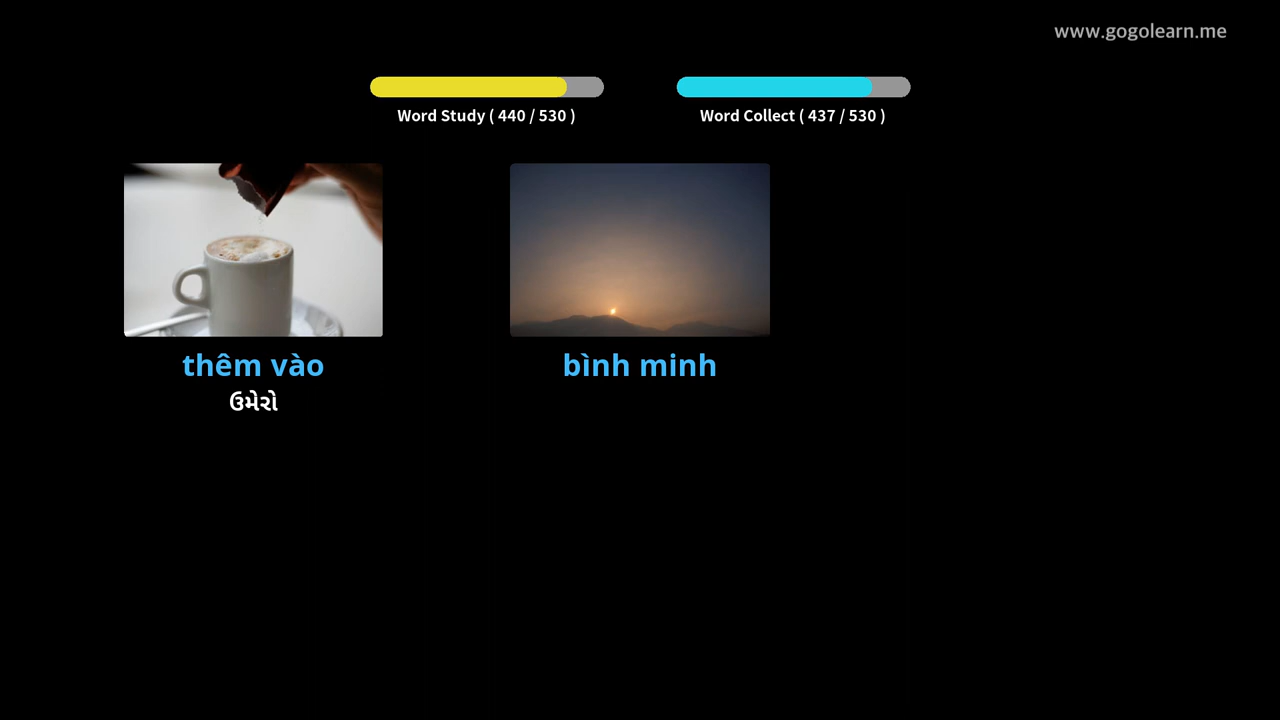 www.gogolearn.me
Word Study ( 440 / 530 )
Word Collect ( 437 / 530 )
thêm vào
ઉમેરો
bình minh